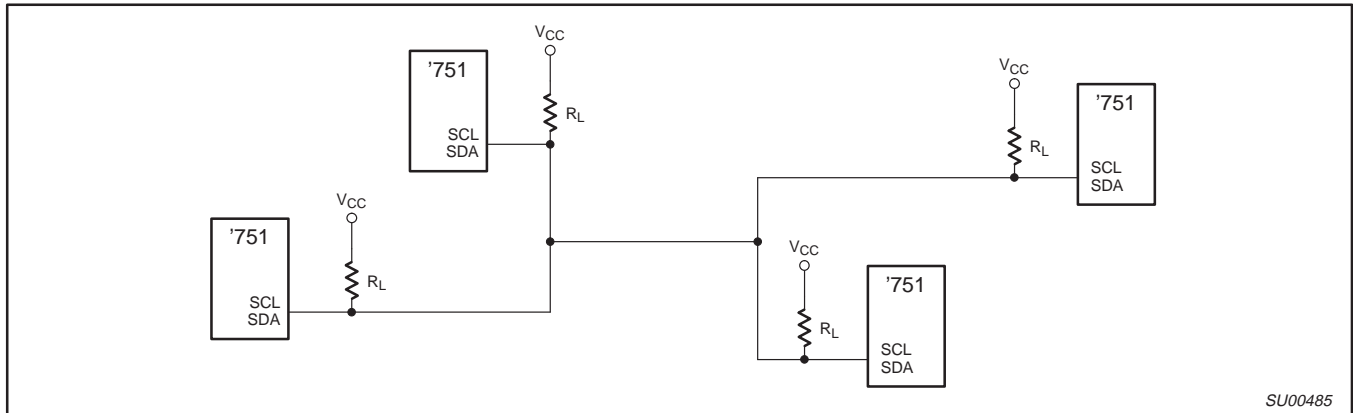 VCC
'751
RL
SCL
SDA
VCC
'751
RL
SCL
SDA
VCC
'751
RL
SCL
SDA
VCC
'751
RL
SCL
SDA
SU00485